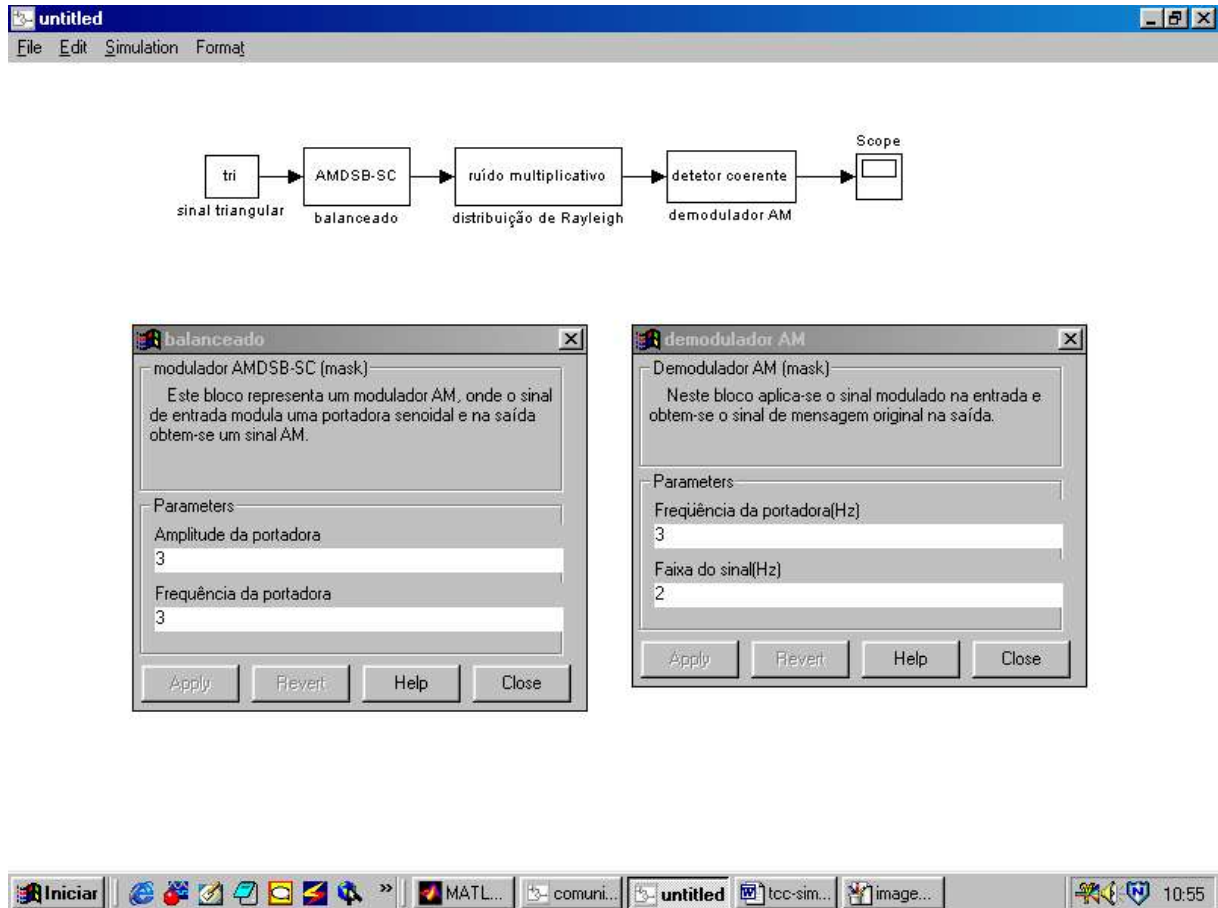 untitled
File Edit Simulation Format
Scope
tri
AMDSB-SC
ruído multiplicativo
detetor coerente
sinal triangular
balanceado
distribuição de Rayleigh
demodulador AM
balanceado
modulador AMDSB-SC (mask)
Este bloco representa um modulador AM, onde o sinal
de entrada modula uma portadora senoidal e na saída
obtem-se um sinal AM.
Parameters
Amplitude da portadora
3
Frequência da portadora
3
Apply Revert Help Close
demodulador AM
Demodulador AM (mask)
Neste bloco aplica-se o sinal modulado na entrada e
obtem-se o sinal de mensagem original na saída.
Parameters
Freqüência da portadora(Hz)
3
Faixa do sinal(Hz)
2
Apply Revert Help Close
Iniciar » MATL... comuni... untitled tcc-sim... image... N 10:55